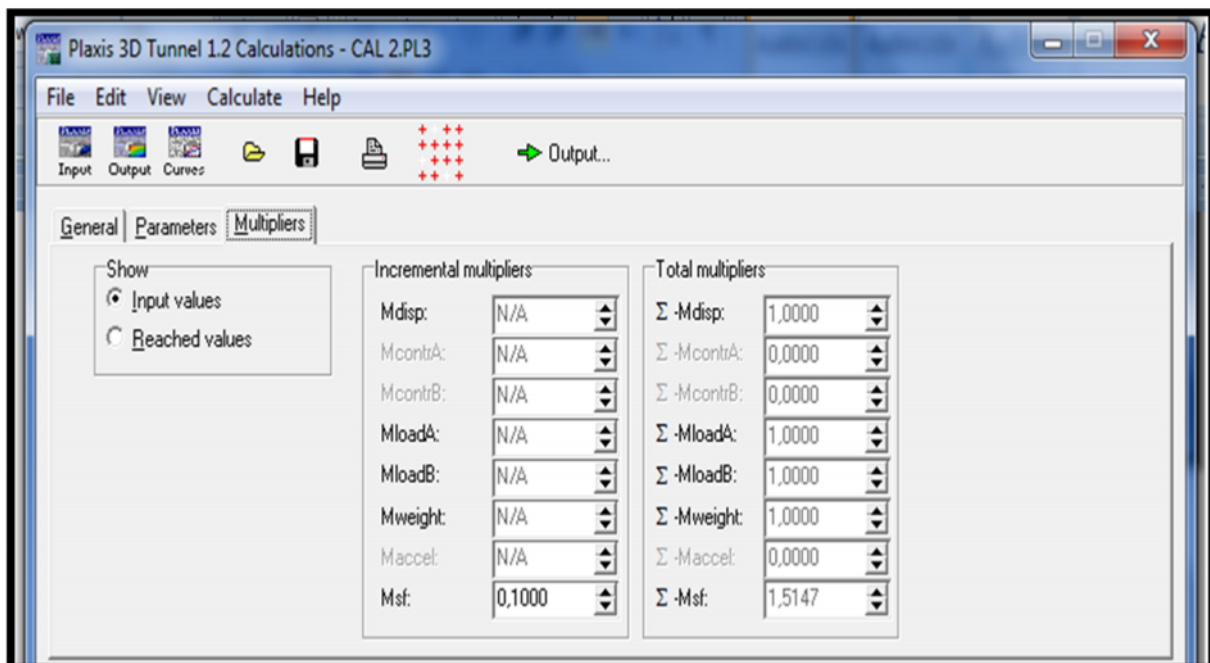 Plaxis 3D Tunnel 1.2 Calculations - CAL 2.PL3
File Edit View Calculate Help
Input Output Curves Output...
General Parameters Multipliers
Show
Input values
Reached values
Incremental multipliers
Mdisp: N/A
McontrA: N/A
McontrB: N/A
MloadA: N/A
MloadB: N/A
Mweight: N/A
Maccel: N/A
Msf: 0,1000
Total multipliers
Σ -Mdisp: 1,0000
Σ -McontrA: 0,0000
Σ -McontrB: 0,0000
Σ -MloadA: 1,0000
Σ -MloadB: 1,0000
Σ -Mweight: 1,0000
Σ -Maccel: 0,0000
Σ -Msf: 1,5147